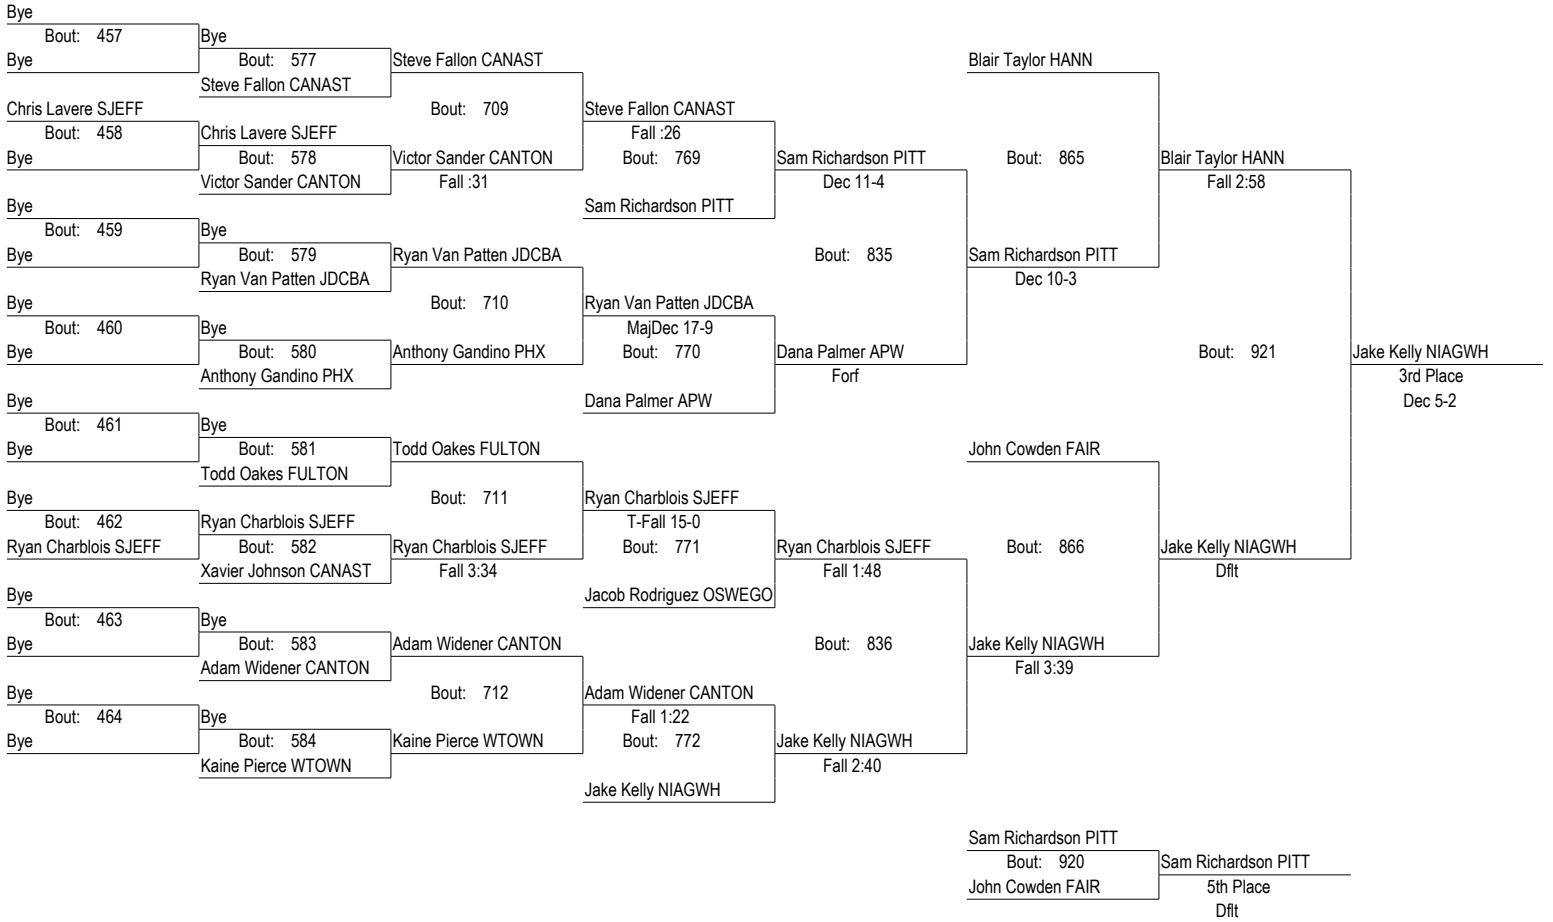 Bye
Bout: 457
Bye
Bye
Bout: 577
Steve Fallon CANAST
Steve Fallon CANAST
Bout: 709
Chris Lavere SJEFF
Bout: 458
Bye
Chris Lavere SJEFF
Bout: 578
Victor Sander CANTON
Victor Sander CANTON
Fall :31
Steve Fallon CANAST
Fall :26
Bout: 769
Sam Richardson PITT
Sam Richardson PITT
Dec 11-4
Bye
Bout: 459
Bye
Bye
Bout: 579
Ryan Van Patten JDCBA
Ryan Van Patten JDCBA
Bout: 710
Bye
Bout: 460
Bye
Bye
Bout: 580
Anthony Gandino PHX
Anthony Gandino PHX
Ryan Van Patten JDCBA
MajDec 17-9
Bout: 770
Dana Palmer APW
Dana Palmer APW
Forf
Bout: 835
Blair Taylor HANN
Bout: 865
Sam Richardson PITT
Dec 10-3
Blair Taylor HANN
Fall 2:58
Bye
Bout: 461
Bye
Bye
Bout: 581
Todd Oakes FULTON
Todd Oakes FULTON
Bout: 711
Bye
Bout: 462
Ryan Charblois SJEFF
Ryan Charblois SJEFF
Bout: 582
Xavier Johnson CANAST
Ryan Charblois SJEFF
Fall 3:34
Ryan Charblois SJEFF
T-Fall 15-0
Bout: 771
Jacob Rodriguez OSWEGO
Ryan Charblois SJEFF
Fall 1:48
Bye
Bout: 463
Bye
Bye
Bout: 583
Adam Widener CANTON
Adam Widener CANTON
Bout: 712
Bye
Bout: 464
Bye
Bye
Bout: 584
Kaine Pierce WTOWN
Kaine Pierce WTOWN
Adam Widener CANTON
Fall 1:22
Bout: 772
Jake Kelly NIAGWH
Jake Kelly NIAGWH
Fall 2:40
Bout: 836
John Cowden FAIR
Bout: 866
Jake Kelly NIAGWH
Fall 3:39
Jake Kelly NIAGWH
Dflt
Bout: 921
Jake Kelly NIAGWH
3rd Place
Dec 5-2
Sam Richardson PITT
Bout: 920
John Cowden FAIR
Sam Richardson PITT
5th Place
Dflt